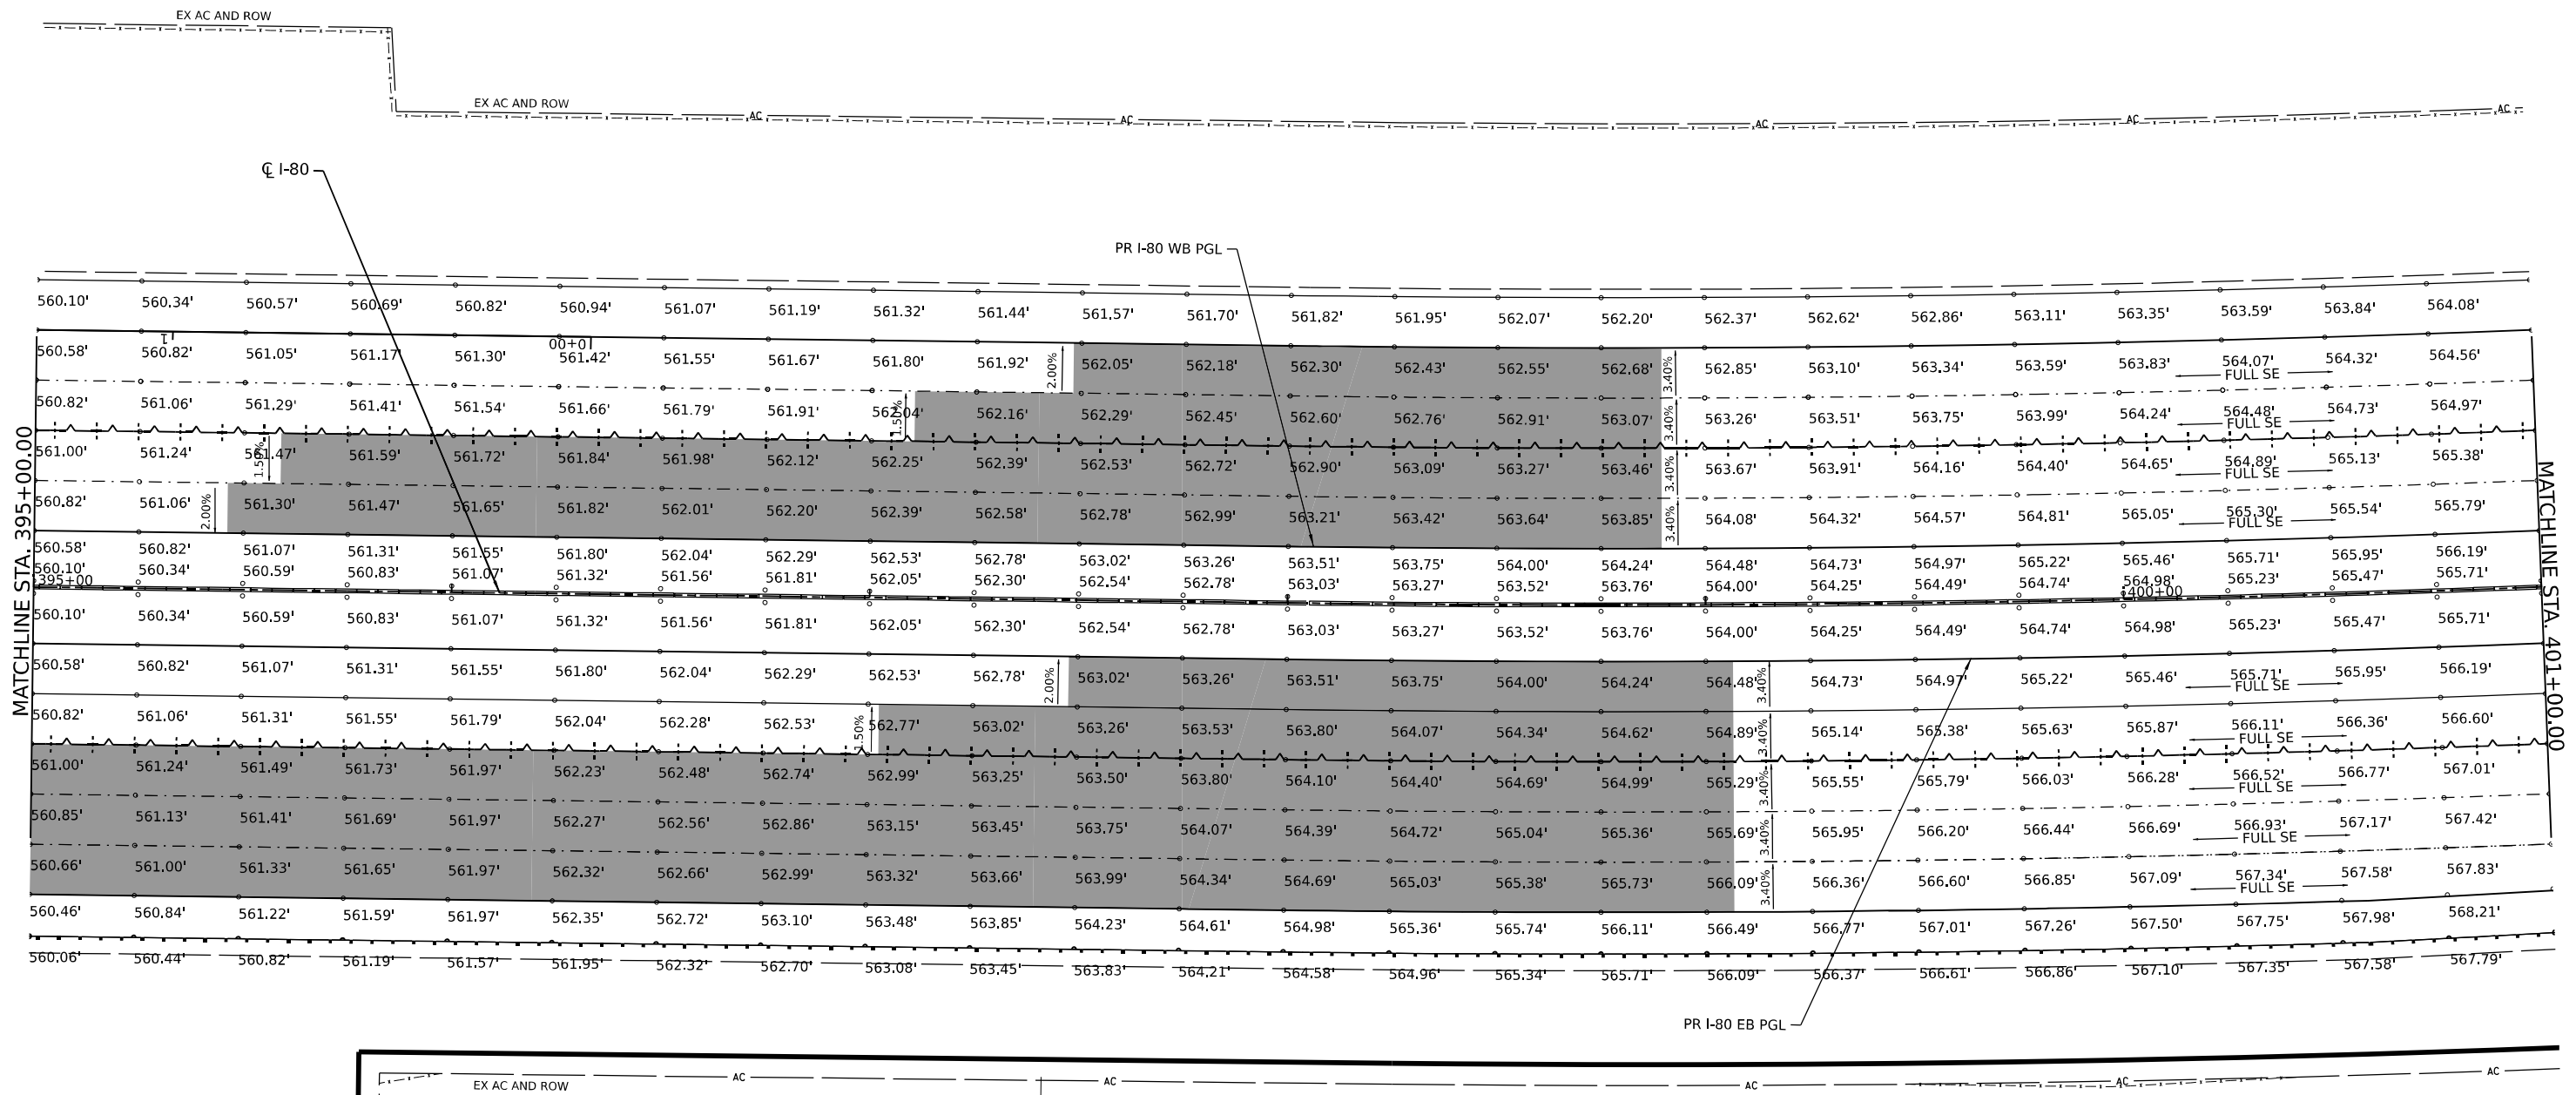 EX AC AND ROW
EX AC AND ROW
AC AC AC AC AC
℄ I-80
PR I-80 WB PGL
560.10' 560.34' 560.57' 560.69' 560.82' 560.94' 561.07' 561.19' 561.32' 561.44' 561.57' 561.70' 561.82' 561.95' 562.07' 562.20' 562.37' 562.62' 562.86' 563.11' 563.35' 563.59' 563.84' 564.08'
11 10+00
560.58' 560.82' 561.05' 561.17' 561.30' 561.42' 561.55' 561.67' 561.80' 561.92' 2.00% 562.05' 562.18' 562.30' 562.43' 562.55' 562.68' 3.40% 562.85' 563.10' 563.34' 563.59' 563.83' 564.07' 564.32' 564.56'
FULL SE
560.82' 561.06' 561.29' 561.41' 561.54' 561.66' 561.79' 561.91' 562.04' 1.50% 562.16' 562.29' 562.45' 562.60' 562.76' 562.91' 563.07' 3.40% 563.26' 563.51' 563.75' 563.99' 564.24' 564.48' 564.73' 564.97'
FULL SE
561.00' 561.24' 561.47' 1.50% 561.59' 561.72' 561.84' 561.98' 562.12' 562.25' 562.39' 562.53' 562.72' 562.90' 563.09' 563.27' 563.46' 3.40% 563.67' 563.91' 564.16' 564.40' 564.65' 564.89' 565.13' 565.38'
FULL SE
560.82' 561.06' 2.00% 561.30' 561.47' 561.65' 561.82' 562.01' 562.20' 562.39' 562.58' 562.78' 562.99' 563.21' 563.42' 563.64' 563.85' 3.40% 564.08' 564.32' 564.57' 564.81' 565.05' 565.30' 565.54' 565.79'
FULL SE
560.58' 560.82' 561.07' 561.31' 561.55' 561.80' 562.04' 562.29' 562.53' 562.78' 563.02' 563.26' 563.51' 563.75' 564.00' 564.24' 564.48' 564.73' 564.97' 565.22' 565.46' 565.71' 565.95' 566.19'
560.10' 560.34' 560.59' 560.83' 561.07' 561.32' 561.56' 561.81' 562.05' 562.30' 562.54' 562.78' 563.03' 563.27' 563.52' 563.76' 564.00' 564.25' 564.49' 564.74' 564.98' 565.23' 565.47' 565.71'
395+00 400+00
MATCHLINE STA. 395+00.00
MATCHLINE STA. 401+00.00
560.10' 560.34' 560.59' 560.83' 561.07' 561.32' 561.56' 561.81' 562.05' 562.30' 562.54' 562.78' 563.03' 563.27' 563.52' 563.76' 564.00' 564.25' 564.49' 564.74' 564.98' 565.23' 565.47' 565.71'
560.58' 560.82' 561.07' 561.31' 561.55' 561.80' 562.04' 562.29' 562.53' 562.78' 2.00% 563.02' 563.26' 563.51' 563.75' 564.00' 564.24' 564.48' 3.40% 564.73' 564.97' 565.22' 565.46' 565.71' 565.95' 566.19'
FULL SE
560.82' 561.06' 561.31' 561.55' 561.79' 562.04' 562.28' 562.53' 1.50% 562.77' 563.02' 563.26' 563.53' 563.80' 564.07' 564.34' 564.62' 564.89' 3.40% 565.14' 565.38' 565.63' 565.87' 566.11' 566.36' 566.60'
FULL SE
561.00' 561.24' 561.49' 561.73' 561.97' 562.23' 562.48' 562.74' 562.99' 563.25' 563.50' 563.80' 564.10' 564.40' 564.69' 564.99' 565.29' 3.40% 565.55' 565.79' 566.03' 566.28' 566.52' 566.77' 567.01'
FULL SE
560.85' 561.13' 561.41' 561.69' 561.97' 562.27' 562.56' 562.86' 563.15' 563.45' 563.75' 564.07' 564.39' 564.72' 565.04' 565.36' 565.69' 3.40% 565.95' 566.20' 566.44' 566.69' 566.93' 567.17' 567.42'
FULL SE
560.66' 561.00' 561.33' 561.65' 561.97' 562.32' 562.66' 562.99' 563.32' 563.66' 563.99' 564.34' 564.69' 565.03' 565.38' 565.73' 566.09' 3.40% 566.36' 566.60' 566.85' 567.09' 567.34' 567.58' 567.83'
FULL SE
560.46' 560.84' 561.22' 561.59' 561.97' 562.35' 562.72' 563.10' 563.48' 563.85' 564.23' 564.61' 564.98' 565.36' 565.74' 566.11' 566.49' 566.77' 567.01' 567.26' 567.50' 567.75' 567.98' 568.21'
560.06' 560.44' 560.82' 561.19' 561.57' 561.95' 562.32' 562.70' 563.08' 563.45' 563.83' 564.21' 564.58' 564.96' 565.34' 565.71' 566.09' 566.37' 566.61' 566.86' 567.10' 567.35' 567.58' 567.79'
PR I-80 EB PGL
EX AC AND ROW
AC AC AC AC AC